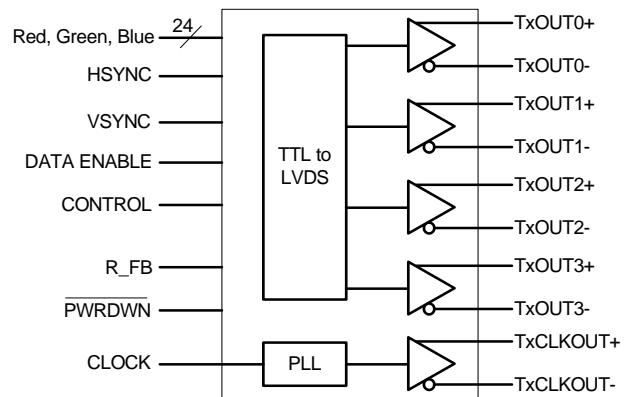 Red, Green, Blue
24
HSYNC
VSYNC
DATA ENABLE
CONTROL
R_FB
PWRDWN
CLOCK
TTL to
LVDS
PLL
TxOUT0+
TxOUT0-
TxOUT1+
TxOUT1-
TxOUT2+
TxOUT2-
TxOUT3+
TxOUT3-
TxCLKOUT+
TxCLKOUT-